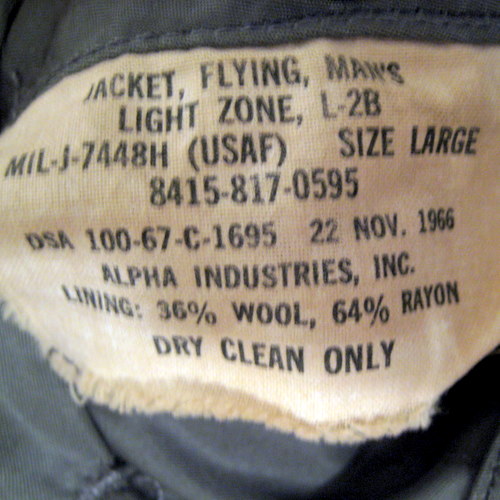 JACKET, FLYING, MAN'S
LIGHT ZONE, L-2B
MIL-J-7448H (USAF) SIZE LARGE
8415-817-0595
DSA 100-67-C-1695 22 NOV. 1966
ALPHA INDUSTRIES, INC.
LINING: 36% WOOL, 64% RAYON
DRY CLEAN ONLY